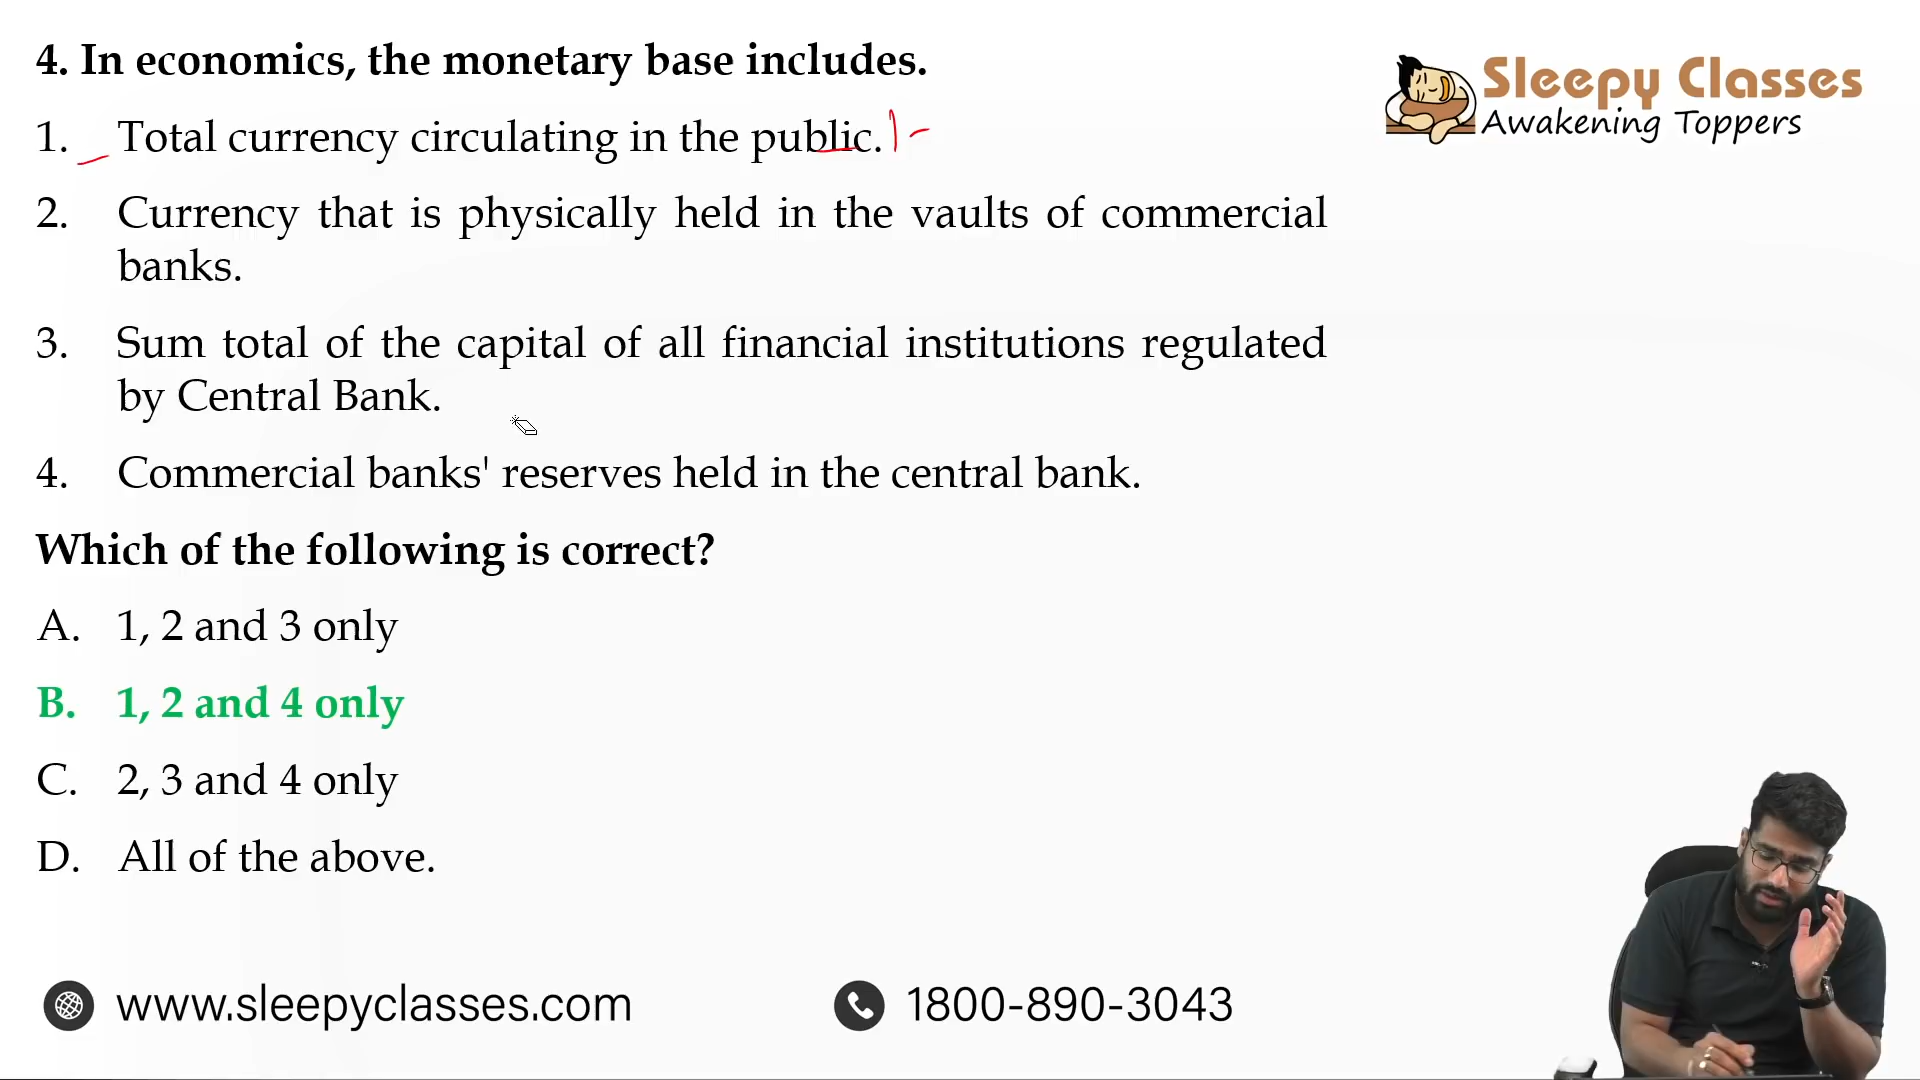 4. In economics, the monetary base includes.
1. Total currency circulating in the public.
2. Currency that is physically held in the vaults of commercial
banks.
3. Sum total of the capital of all financial institutions regulated
by Central Bank.
4. Commercial banks' reserves held in the central bank.
Which of the following is correct?
A. 1, 2 and 3 only
B. 1, 2 and 4 only
C. 2, 3 and 4 only
D. All of the above.
Sleepy Classes
Awakening Toppers
www.sleepyclasses.com
1800-890-3043